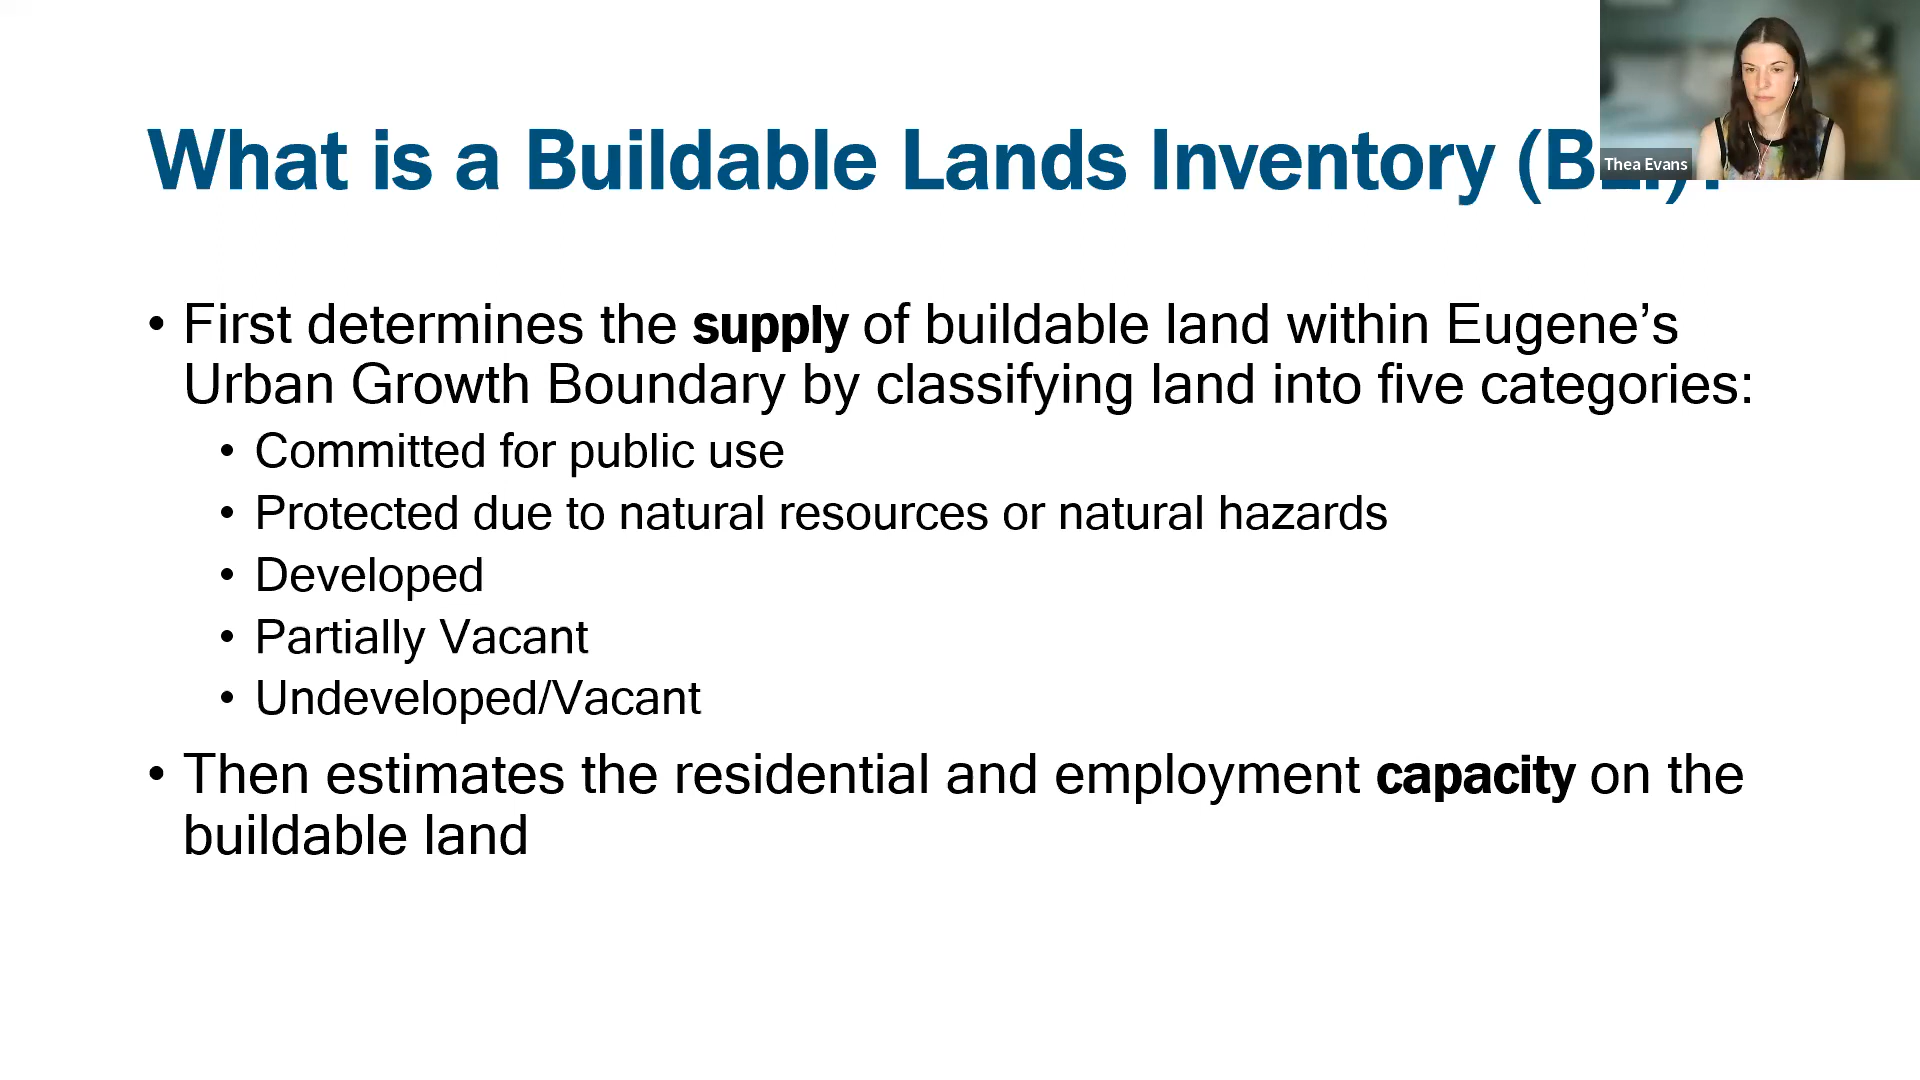 What is a Buildable Lands Inventory
Thea Evans
• First determines the supply of buildable land within Eugene’s
Urban Growth Boundary by classifying land into five categories:
• Committed for public use
• Protected due to natural resources or natural hazards
• Developed
• Partially Vacant
• Undeveloped/Vacant
• Then estimates the residential and employment capacity on the
buildable land